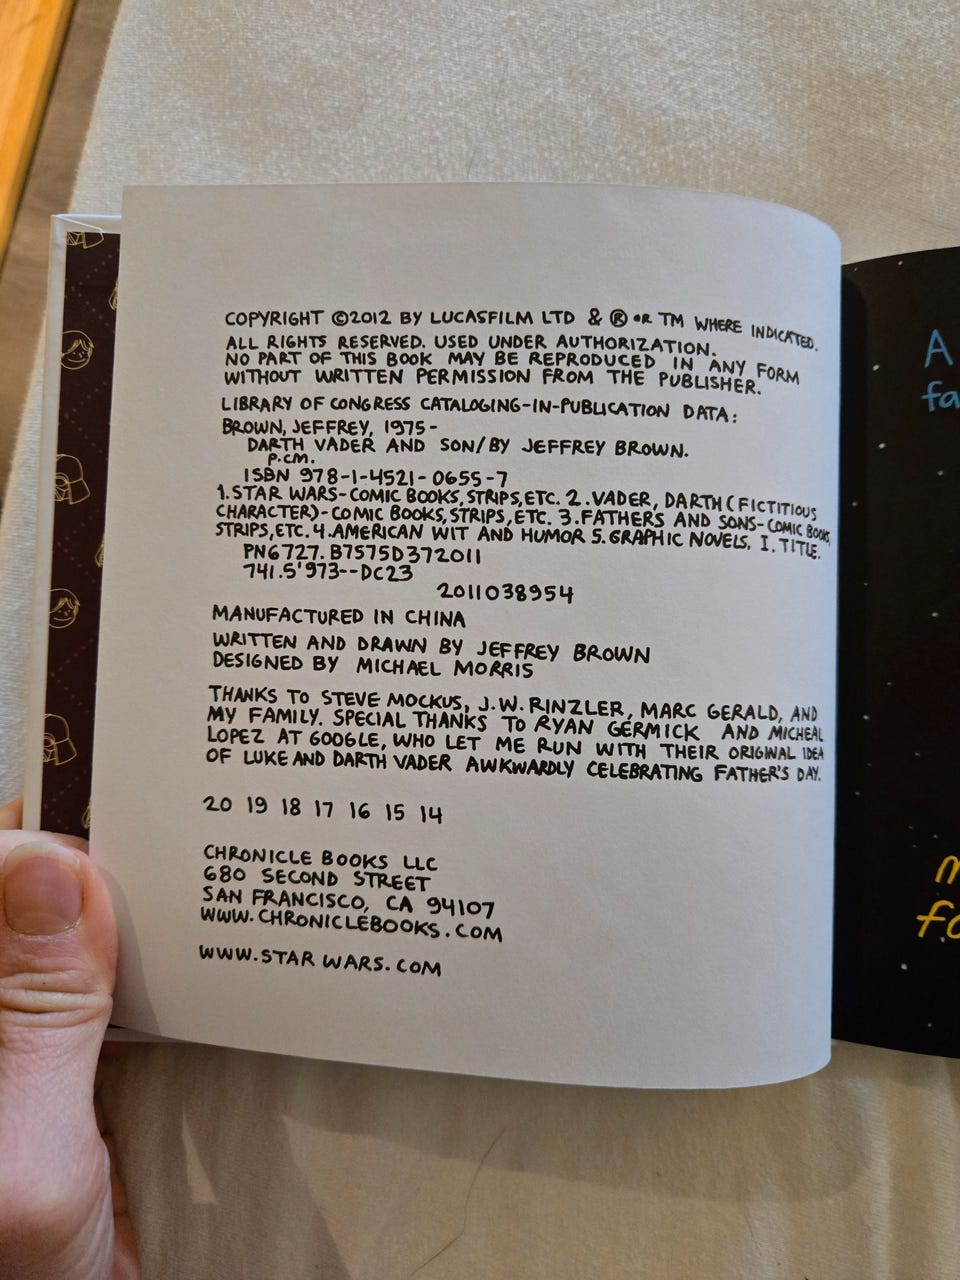 COPYRIGHT ©2012 BY LUCASFILM LTD & ® OR TM WHERE INDICATED.
ALL RIGHTS RESERVED. USED UNDER AUTHORIZATION.
NO PART OF THIS BOOK MAY BE REPRODUCED IN ANY FORM
WITHOUT WRITTEN PERMISSION FROM THE PUBLISHER.
LIBRARY OF CONGRESS CATALOGING-IN-PUBLICATION DATA:
BROWN, JEFFREY, 1975-
DARTH VADER AND SON/BY JEFFREY BROWN.
P.CM.
ISBN 978-1-4521-0655-7
1.STAR WARS-COMIC BOOKS, STRIPS, ETC. 2.VADER, DARTH (FICTITIOUS
CHARACTER)-COMIC BOOKS, STRIPS, ETC. 3.FATHERS AND SONS-COMIC BOOKS,
STRIPS, ETC. 4.AMERICAN WIT AND HUMOR 5.GRAPHIC NOVELS. I.TITLE.
PN6727.B7575D372011
741.5'973--DC23
2011038954
MANUFACTURED IN CHINA
WRITTEN AND DRAWN BY JEFFREY BROWN
DESIGNED BY MICHAEL MORRIS
THANKS TO STEVE MOCKUS, J.W. RINZLER, MARC GERALD, AND
MY FAMILY. SPECIAL THANKS TO RYAN GERMICK AND MICHEAL
LOPEZ AT GOOGLE, WHO LET ME RUN WITH THEIR ORIGINAL IDEA
OF LUKE AND DARTH VADER AWKWARDLY CELEBRATING FATHER'S DAY.
20 19 18 17 16 15 14
CHRONICLE BOOKS LLC
680 SECOND STREET
SAN FRANCISCO, CA 94107
WWW.CHRONICLEBOOKS.COM
WWW.STARWARS.COM
A
fa